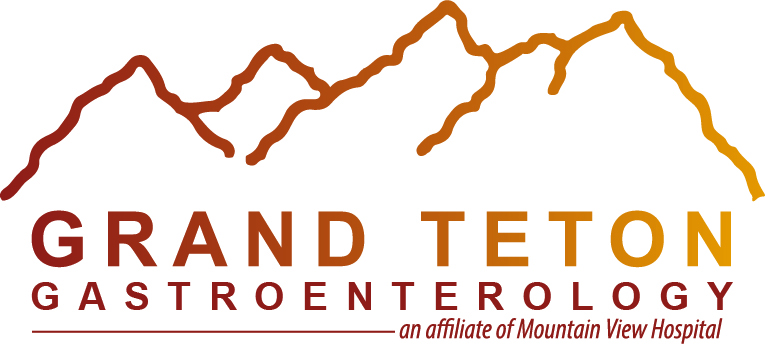 GRAND TETON
GASTROENTEROLOGY
an affiliate of Mountain View Hospital